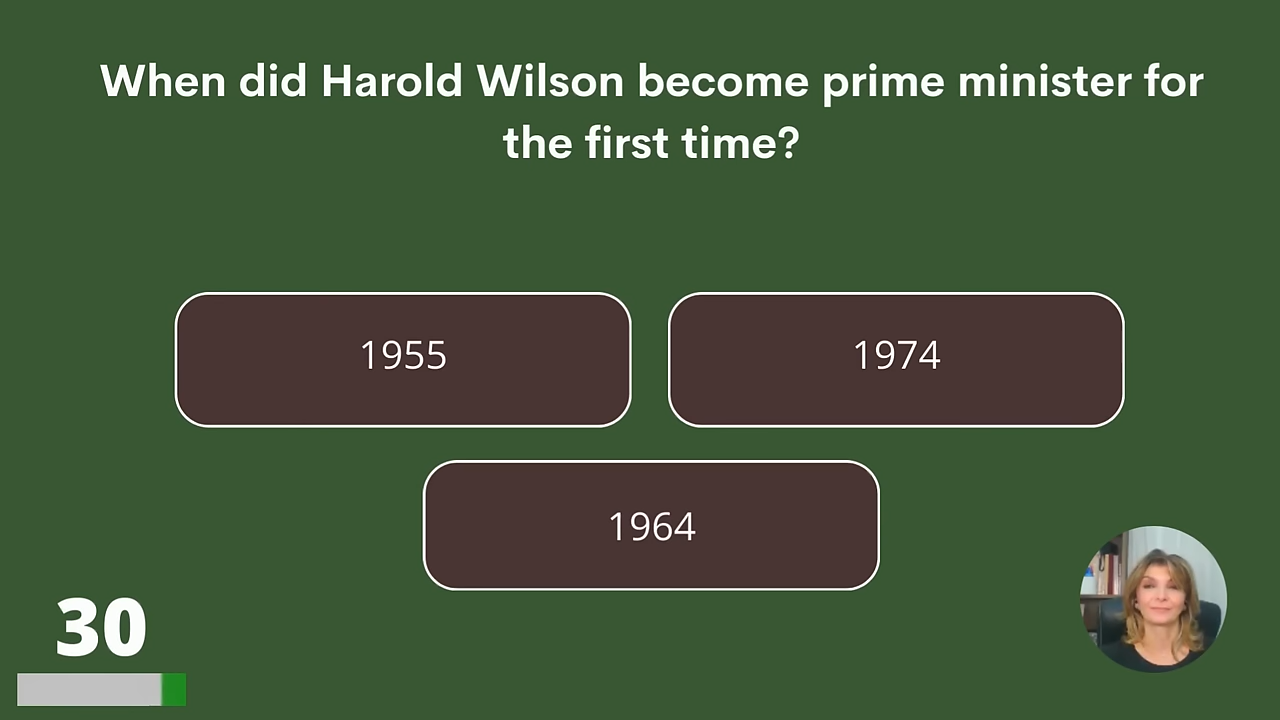 When did Harold Wilson become prime minister for
the first time?
1955
1974
1964
30